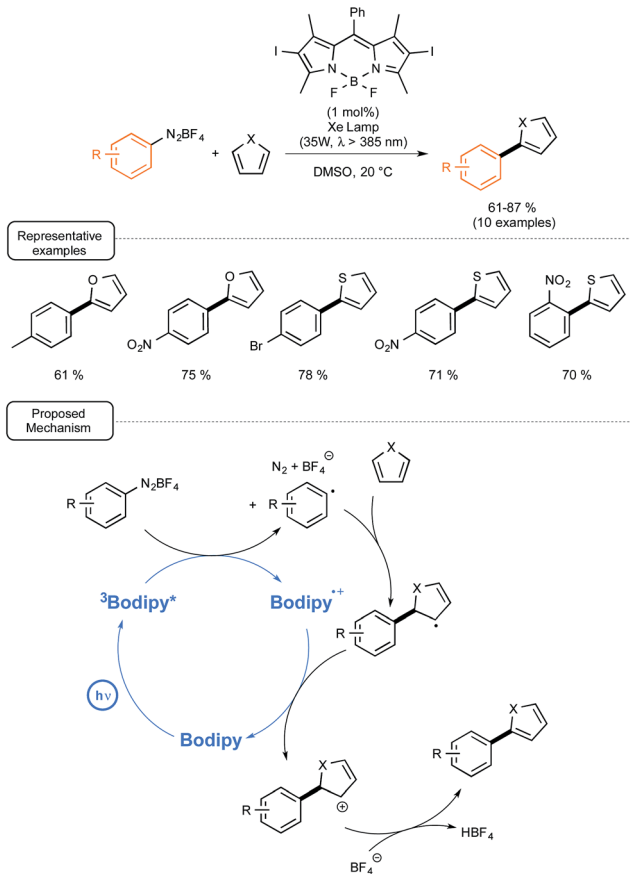 Ph
I
I
N
N
B
F
F
(1 mol%)
Xe Lamp
(35W, λ > 385 nm)
DMSO, 20 °C
R
N₂BF₄
+
X
R
X
61-87 %
(10 examples)
Representative
examples
O
61 %
O
O₂N
75 %
S
Br
78 %
S
O₂N
71 %
NO₂
S
70 %
Proposed
Mechanism
R
N₂BF₄
N₂ + BF₄⊖
+
R
•
X
³Bodipy*
Bodipy•+
R
X
•
hν
Bodipy
R
X
⊕
R
X
BF₄⊖
HBF₄